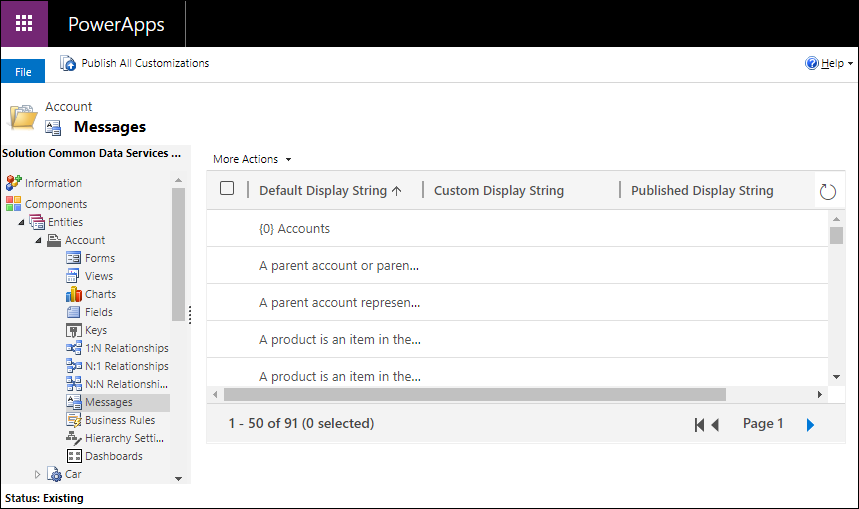 PowerApps
File
Publish All Customizations
Help
Account
Messages
Solution Common Data Services ...
Information
Components
Entities
Account
Forms
Views
Charts
Fields
Keys
1:N Relationships
N:1 Relationships
N:N Relationshi...
Messages
Business Rules
Hierarchy Setti...
Dashboards
Car
More Actions
Default Display String Custom Display String Published Display String
{0} Accounts
A parent account or paren...
A parent account represen...
A product is an item in the...
A product is an item in the...
1 - 50 of 91 (0 selected) Page 1
Status: Existing